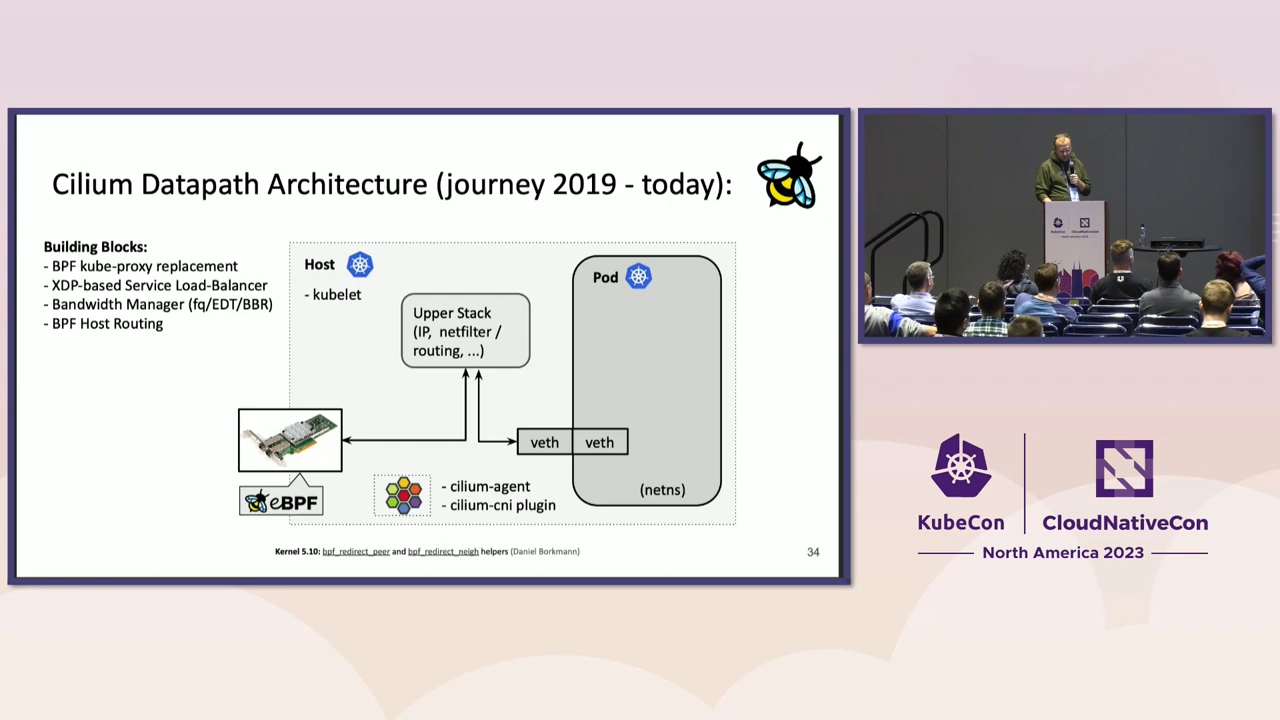 Cilium Datapath Architecture (journey 2019 - today):
Building Blocks:
- BPF kube-proxy replacement
- XDP-based Service Load-Balancer
- Bandwidth Manager (fq/EDT/BBR)
- BPF Host Routing
Host
- kubelet
Upper Stack
(IP, netfilter /
routing, ...)
Pod
veth
veth
(netns)
eBPF
- cilium-agent
- cilium-cni plugin
Kernel 5.10: bpf_redirect_peer and bpf_redirect_neigh helpers (Daniel Borkmann)
34
KubeCon
CloudNativeCon
North America 2023